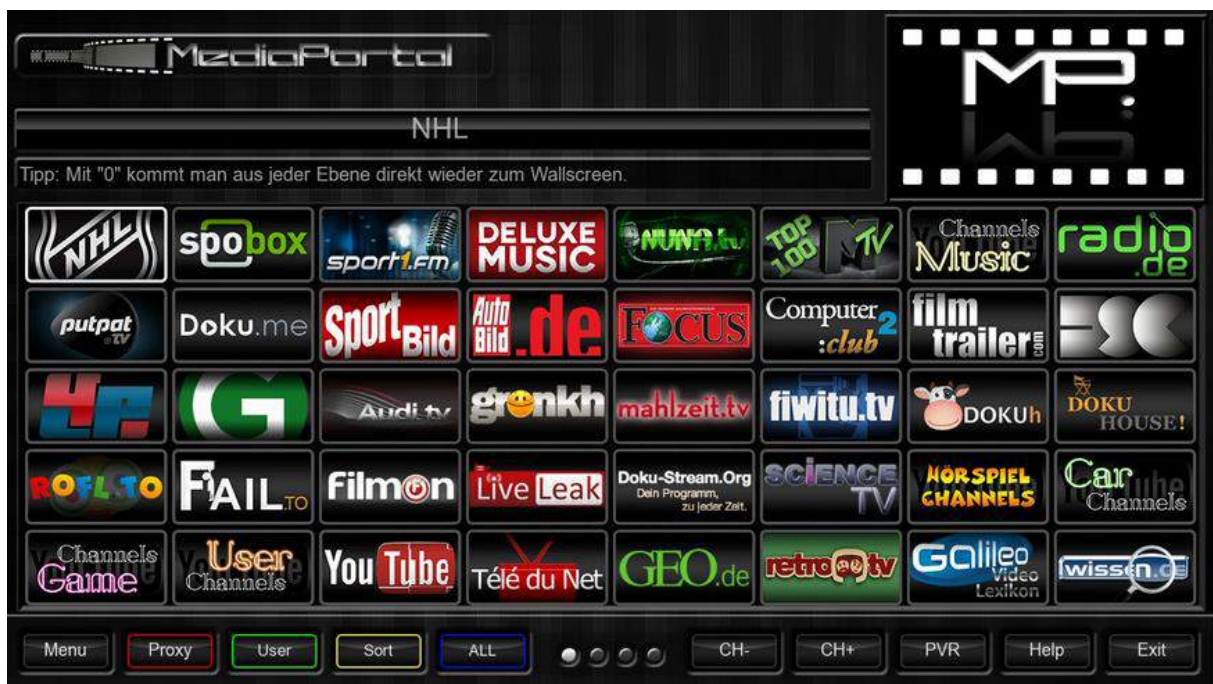 MediaPortal
MP.
NHL
Tipp: Mit "0" kommt man aus jeder Ebene direkt wieder zum Wallscreen.
NHL
spobox
sport1.fm
DELUXE
MUSIC
TOP
100
MTV
Channels
Music
radio
.de
putpat
TV
Doku.me
Sport
Bild
Auto
Bild
.de
FOCUS
Computer
:club
2
film
trailer
com
Audi tv
gronkh
mahlzeit.tv
fiwitu.tv
DOKUh
DOKU
HOUSE!
ROFL.TO
FAIL.TO
Filmon
Live Leak
Doku-Stream.Org
Dein Programm,
zu jeder Zeit.
SCIENCE
TV
HÖRSPIEL
CHANNELS
Car
Channels
Channels
Game
User
Channels
You Tube
Télé du Net
GEO.de
retro tv
Galileo
Video
Lexikon
wissen.de
Menu
Proxy
User
Sort
ALL
CH-
CH+
PVR
Help
Exit